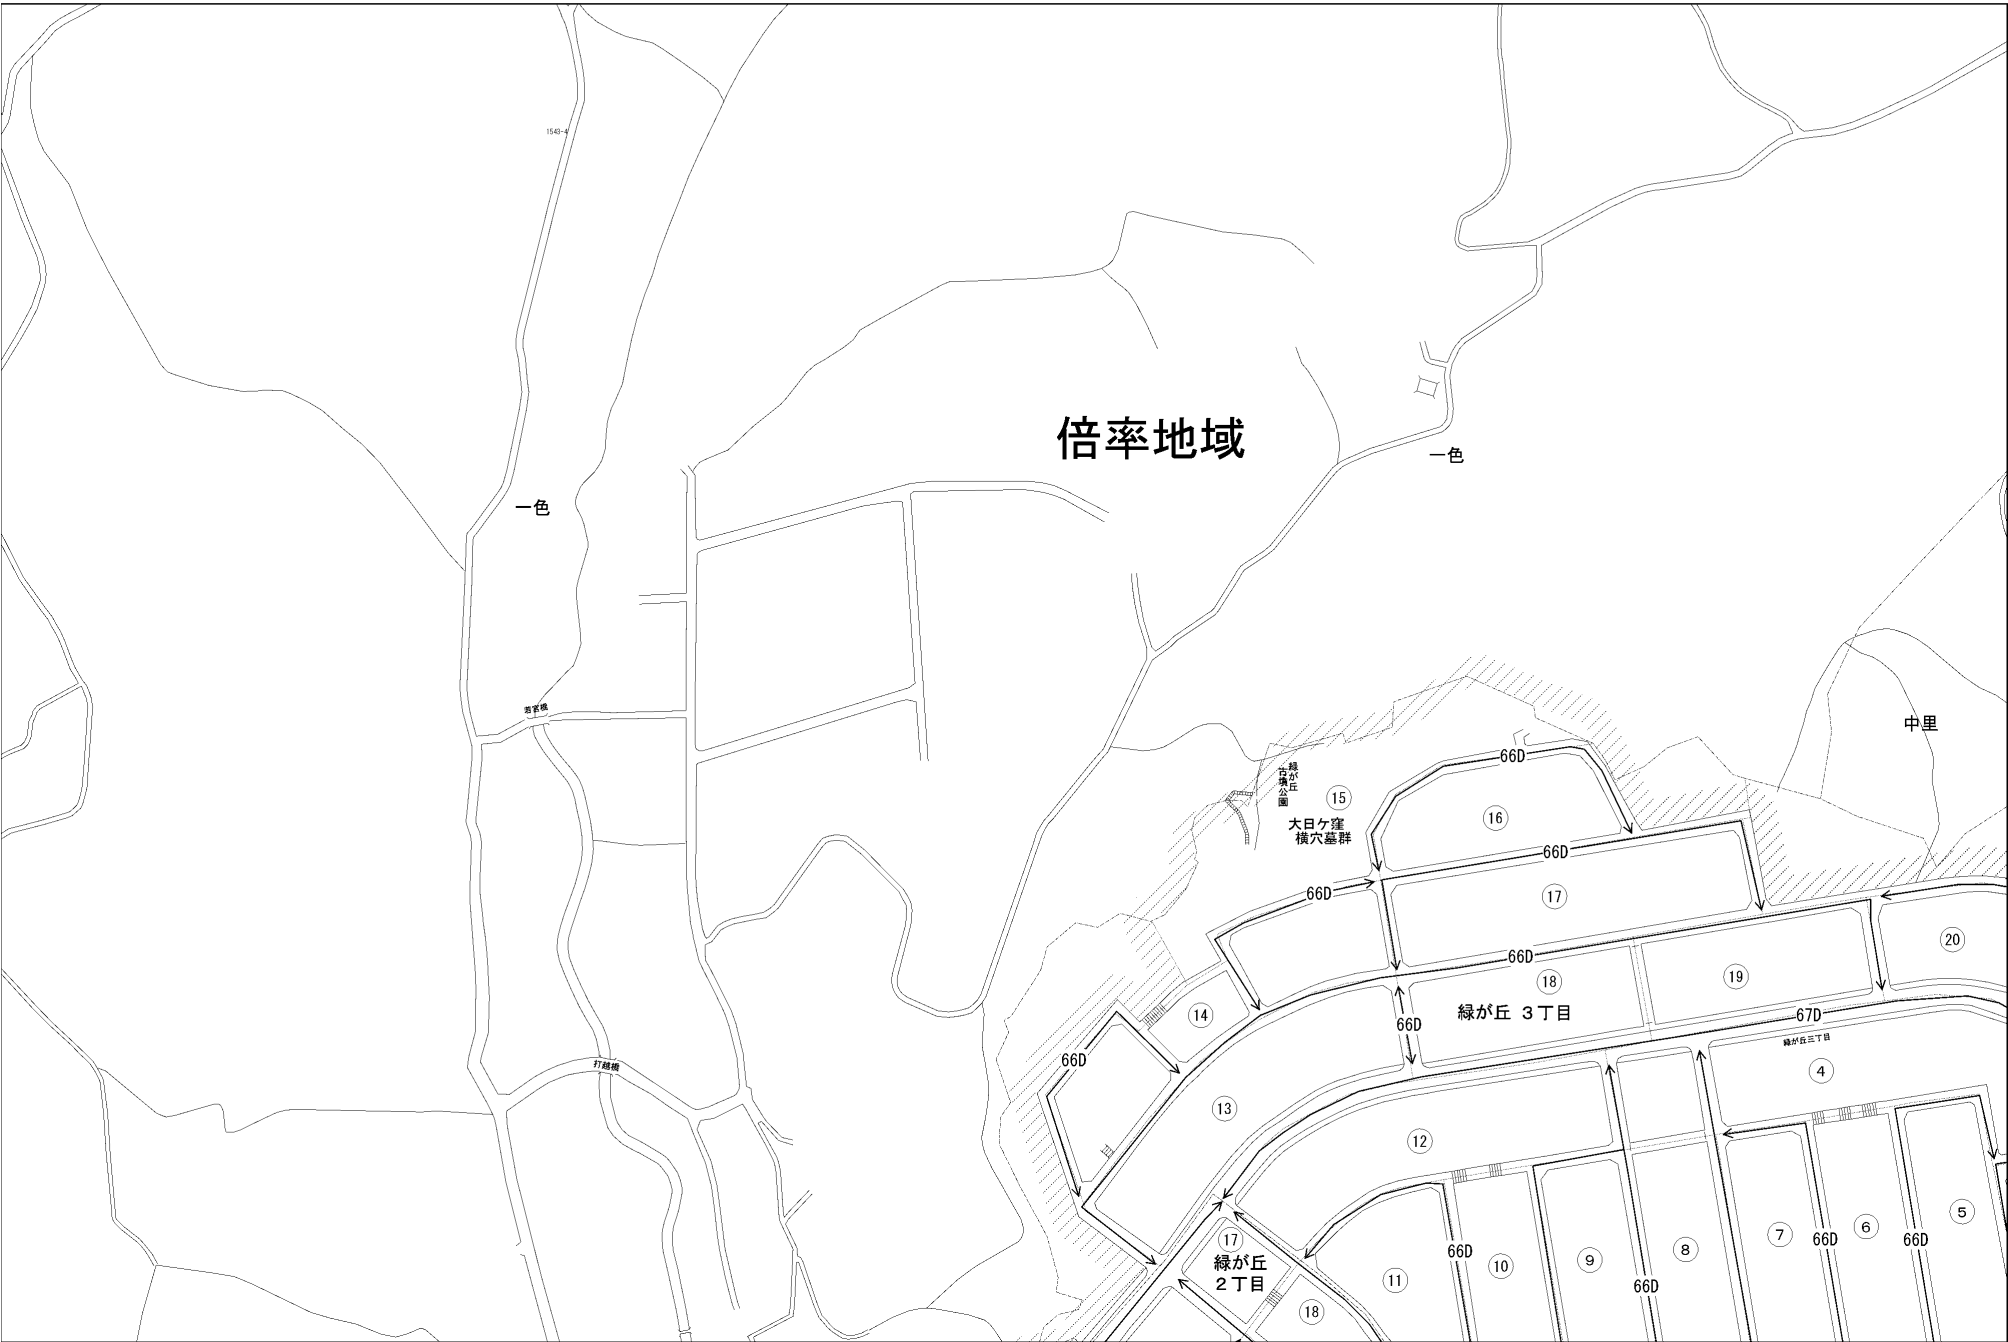 1543-4
倍率地域
一色
一色
若宮橋
中里
66D
緑が丘
古墳公園
15
大日ケ窪
横穴墓群
16
66D
66D
17
20
66D
18
19
14
緑が丘 3丁目
66D
67D
緑が丘三丁目
66D
打越橋
4
13
12
5
6
7
8
9
10
11
66D
66D
66D
66D
17
緑が丘
2丁目
18